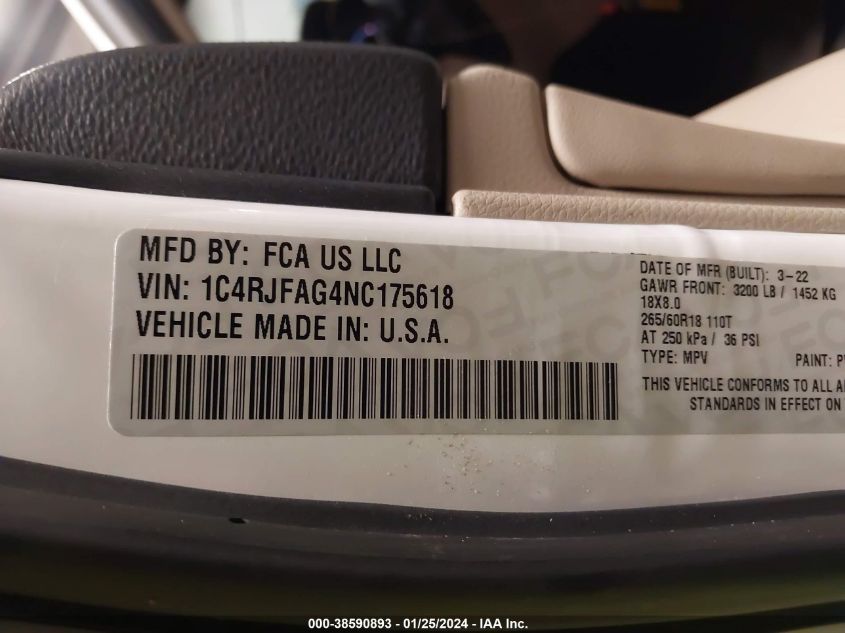 MFD BY: FCA US LLC
VIN: 1C4RJFAG4NC175618
VEHICLE MADE IN: U.S.A.
DATE OF MFR (BUILT): 3-22
GAWR FRONT: 3200 LB / 1452 KG
18X8.0
265/60R18 110T
AT 250 kPa / 36 PSI
TYPE: MPV PAINT:
THIS VEHICLE CONFORMS TO ALL
STANDARDS IN EFFECT ON
000-38590893 - 01/25/2024 - IAA Inc.